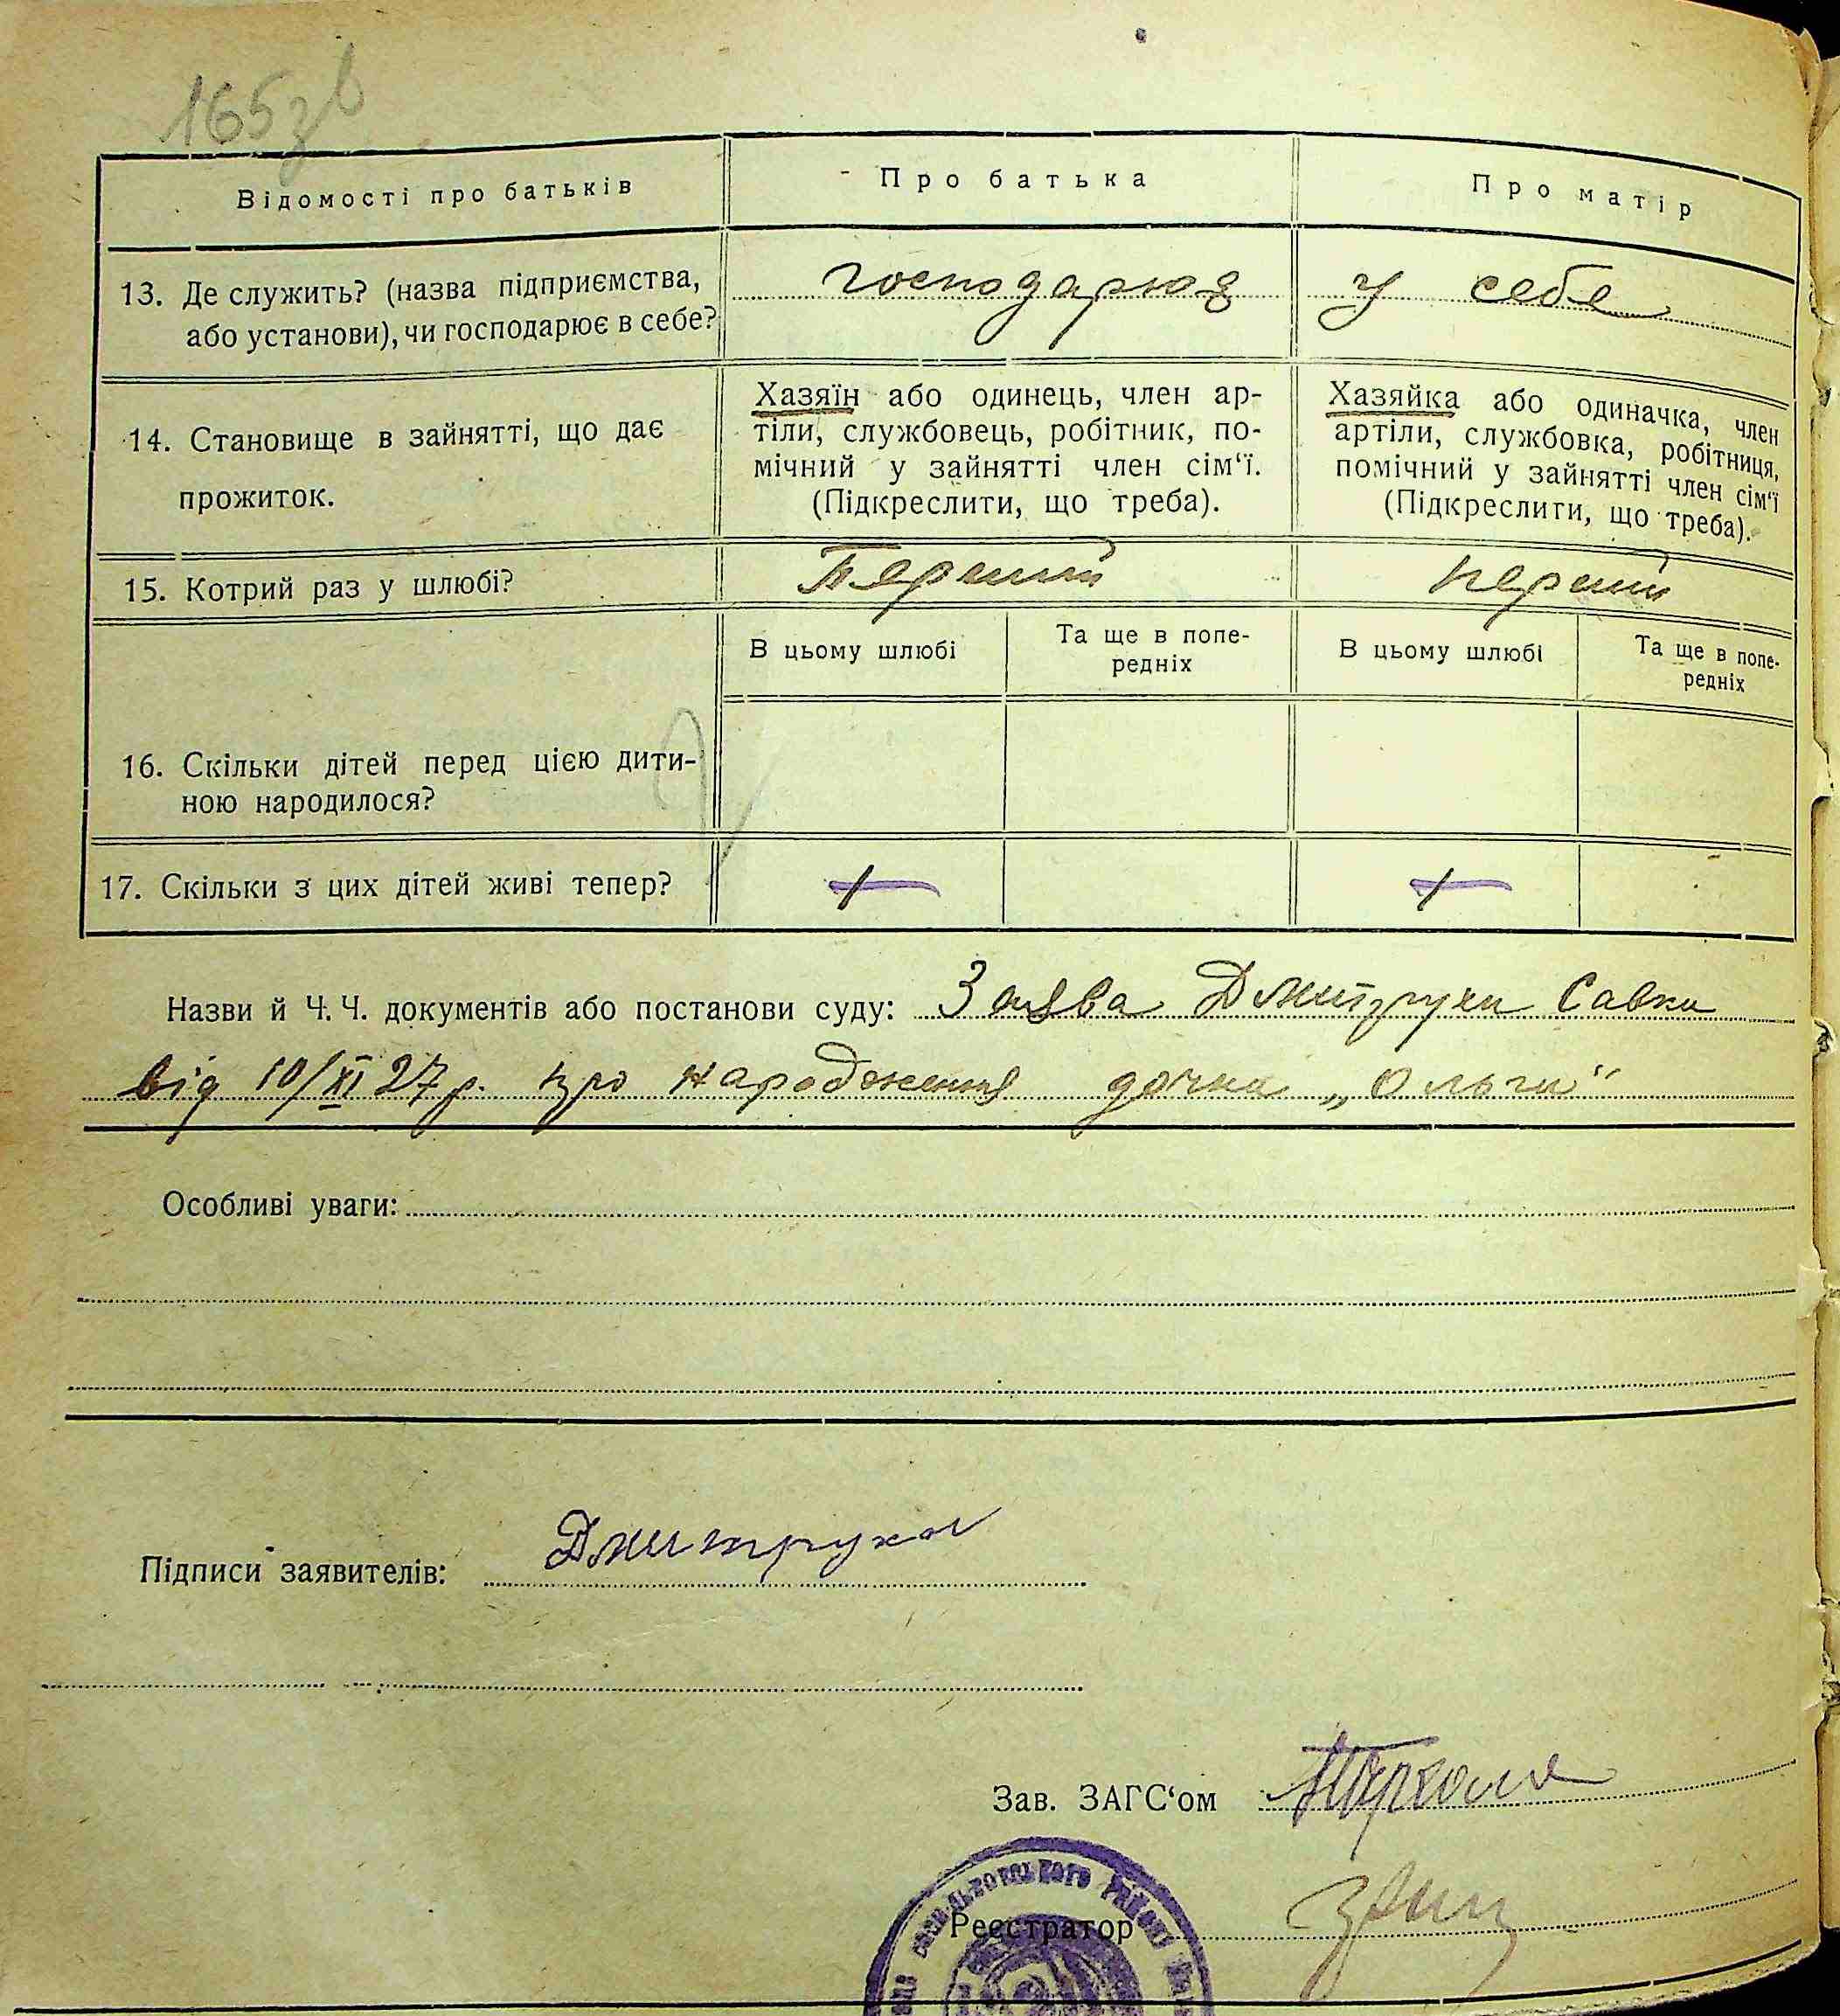 165зв
Відомості про батьків
Про батька
Про матір
13. Де служить? (назва підприємства,
або установи), чи господарює в себе?
господарює
у себе
14. Становище в зайнятті, що дає
прожиток.
Хазяїн або одинець, член ар-
тіли, службовець, робітник, по-
мічний у зайнятті член сім‘ї.
(Підкреслити, що треба).
Хазяйка або одиначка, член
артіли, службовка, робітниця,
помічний у зайнятті член сім‘ї
(Підкреслити, що треба).
15. Котрий раз у шлюбі?
Перший
перший
В цьому шлюбі
Та ще в попе-
редніх
В цьому шлюбі
Та ще в попе-
редніх
16. Скільки дітей перед цією дити-
ною народилося?
17. Скільки з цих дітей живі тепер?
Назви й Ч. Ч. документів або постанови суду: Заява Дмитрухи Савки
від 10/XI 27 р. про народження дочки „Ольги“
Особливі уваги:
Підписи заявителів: Дмитруха
Зав. ЗАГС‘ом
Реєстратор
району